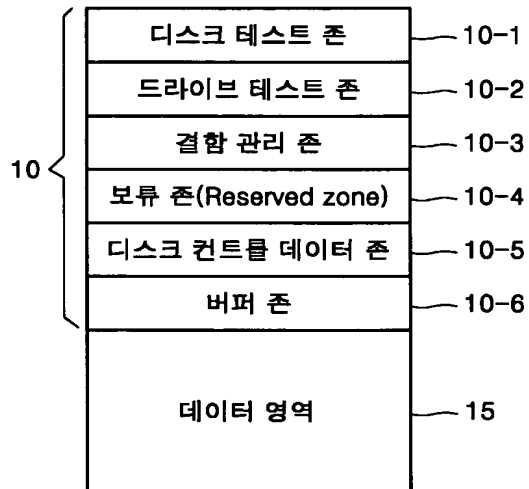 디스크 테스트 존 10-1
드라이브 테스트 존 10-2
결함 관리 존 10-3
10
보류 존(Reserved zone) 10-4
디스크 컨트롤 데이터 존 10-5
버퍼 존 10-6
데이터 영역 15